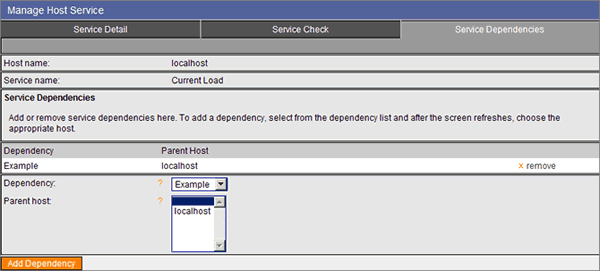 Manage Host Service
Service Detail Service Check Service Dependencies
Host name: localhost
Service name: Current Load
Service Dependencies
Add or remove service dependencies here. To add a dependency, select from the dependency list and after the screen refreshes, choose the
appropriate host.
Dependency Parent Host
Example localhost x remove
Dependency: ? Example
Parent host: ?
localhost
Add Dependency